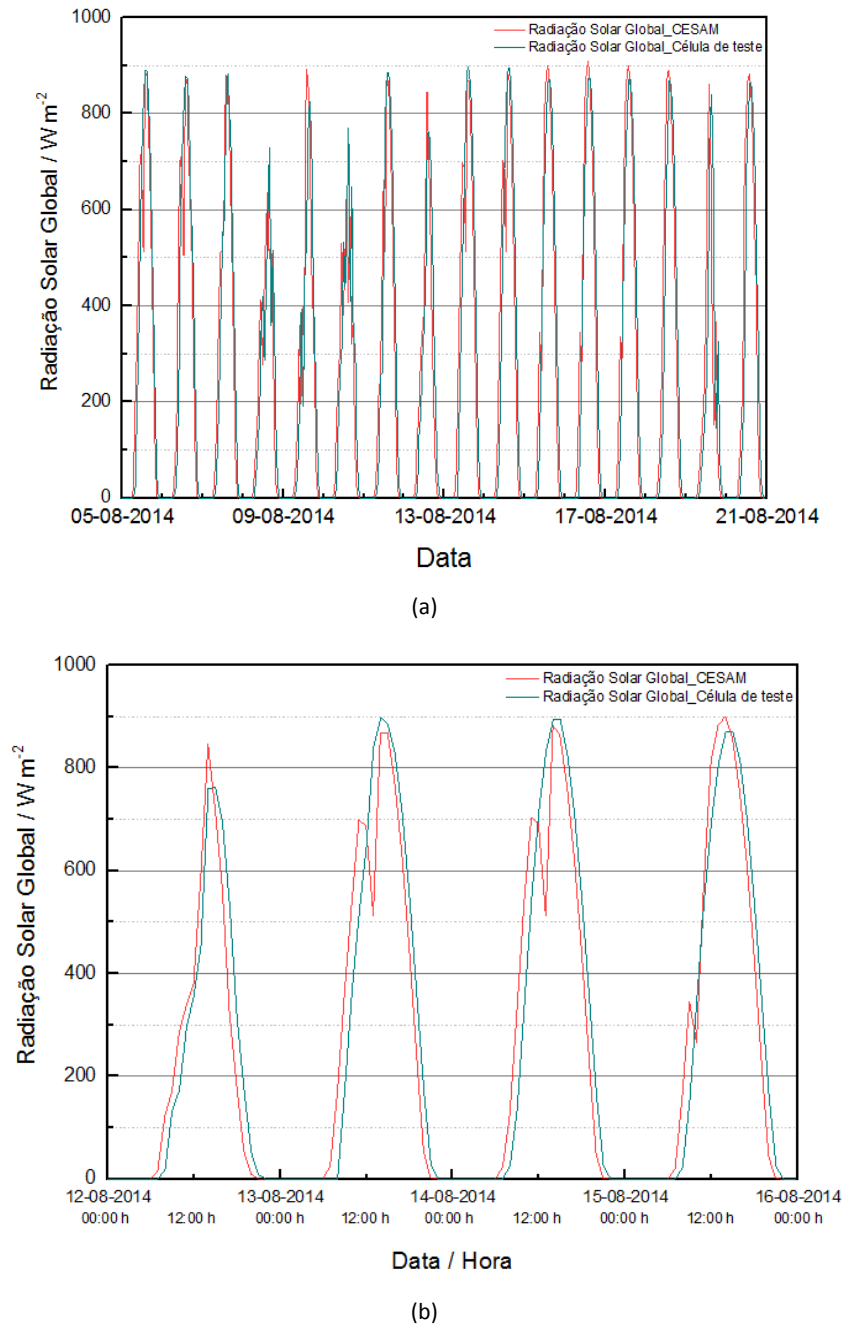 1000
800
600
400
200
0
Radiação Solar Global / W m-2
Radiação Solar Global_CESAM
Radiação Solar Global_Célula de teste
05-08-2014 09-08-2014 13-08-2014 17-08-2014 21-08-2014
Data
(a)
1000
800
600
400
200
0
Radiação Solar Global / W m-2
Radiação Solar Global_CESAM
Radiação Solar Global_Célula de teste
12-08-2014 13-08-2014 14-08-2014 15-08-2014 16-08-2014
00:00 h 12:00 h 00:00 h 12:00 h 00:00 h 12:00 h 00:00 h 12:00 h 00:00 h
Data / Hora
(b)